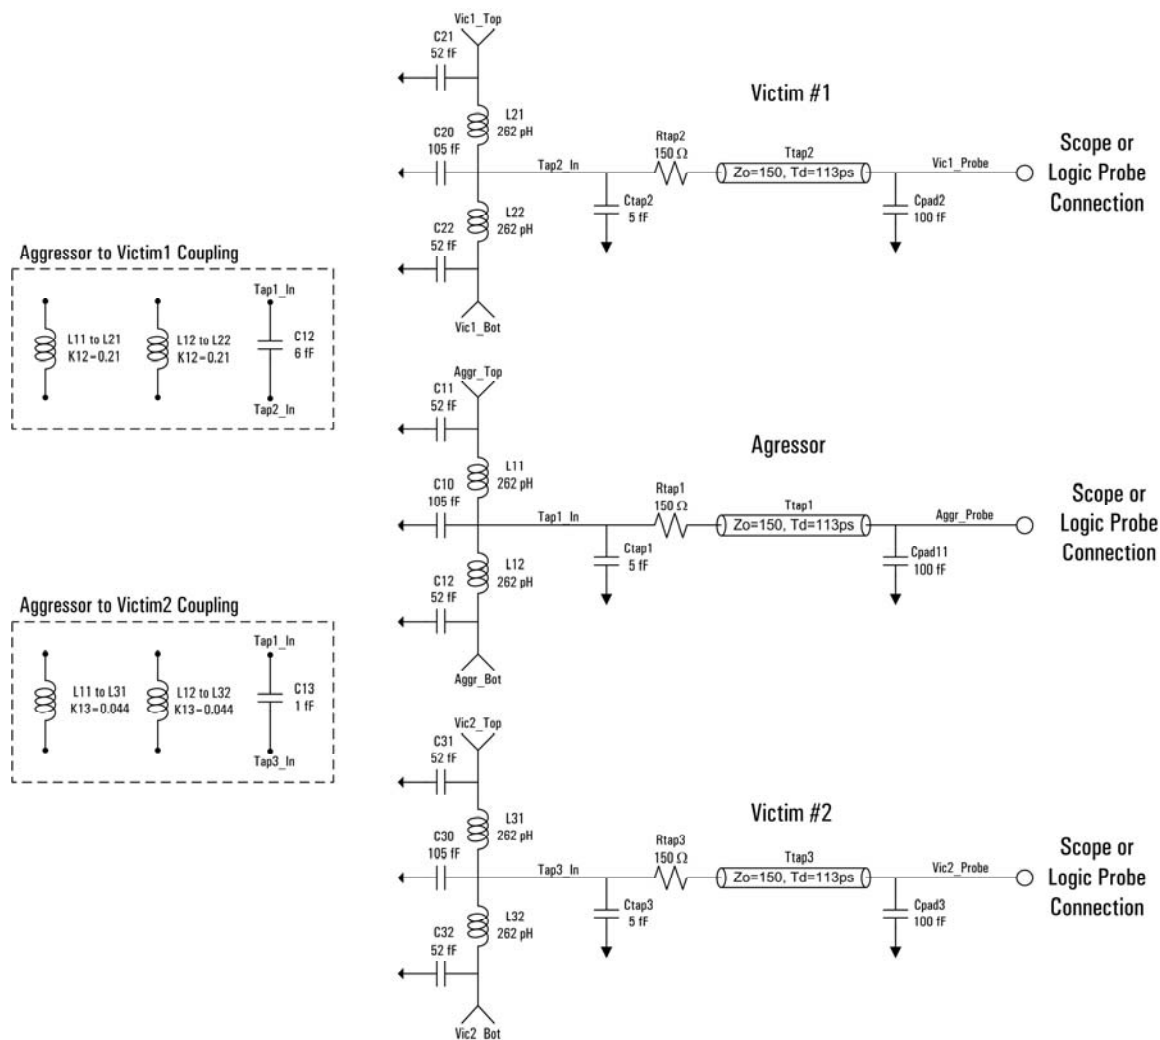 Vic1_Top
C21
52 fF
L21
262 pH
C20
105 fF
Tap2_In
Rtap2
150 Ω
Victim #1
Ttap2
Zo=150, Td=113ps
Vic1_Probe
Scope or
Logic Probe
Connection
Ctap2
5 fF
Cpad2
100 fF
L22
262 pH
C22
52 fF
Vic1_Bot
Aggressor to Victim1 Coupling
L11 to L21
K12=0.21
L12 to L22
K12=0.21
Tap1_In
C12
6 fF
Tap2_In
Aggr_Top
C11
52 fF
L11
262 pH
C10
105 fF
Tap1_In
Rtap1
150 Ω
Agressor
Ttap1
Zo=150, Td=113ps
Aggr_Probe
Scope or
Logic Probe
Connection
Ctap1
5 fF
Cpad11
100 fF
L12
262 pH
C12
52 fF
Aggr_Bot
Aggressor to Victim2 Coupling
L11 to L31
K13=0.044
L12 to L32
K13=0.044
Tap1_In
C13
1 fF
Tap3_In
Vic2_Top
C31
52 fF
L31
262 pH
C30
105 fF
Tap3_In
Rtap3
150 Ω
Victim #2
Ttap3
Zo=150, Td=113ps
Vic2_Probe
Scope or
Logic Probe
Connection
Ctap3
5 fF
Cpad3
100 fF
L32
262 pH
C32
52 fF
Vic2_Bot